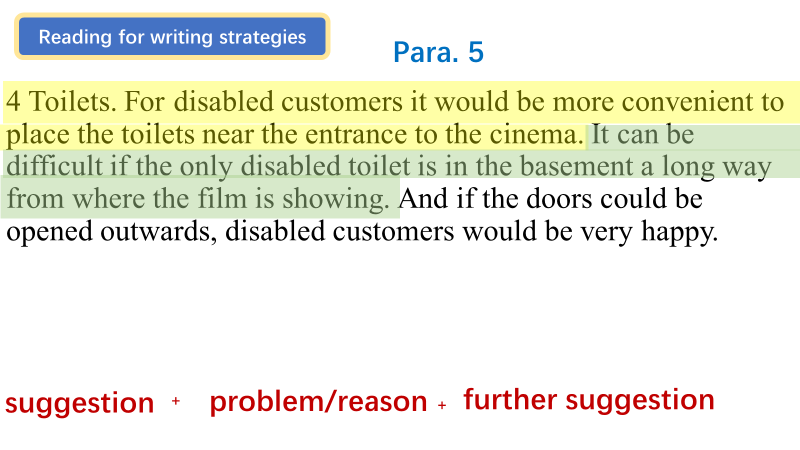 Reading for writing strategies
Para. 5
4 Toilets. For disabled customers it would be more convenient to
place the toilets near the entrance to the cinema. It can be
difficult if the only disabled toilet is in the basement a long way
from where the film is showing. And if the doors could be
opened outwards, disabled customers would be very happy.
suggestion + problem/reason + further suggestion